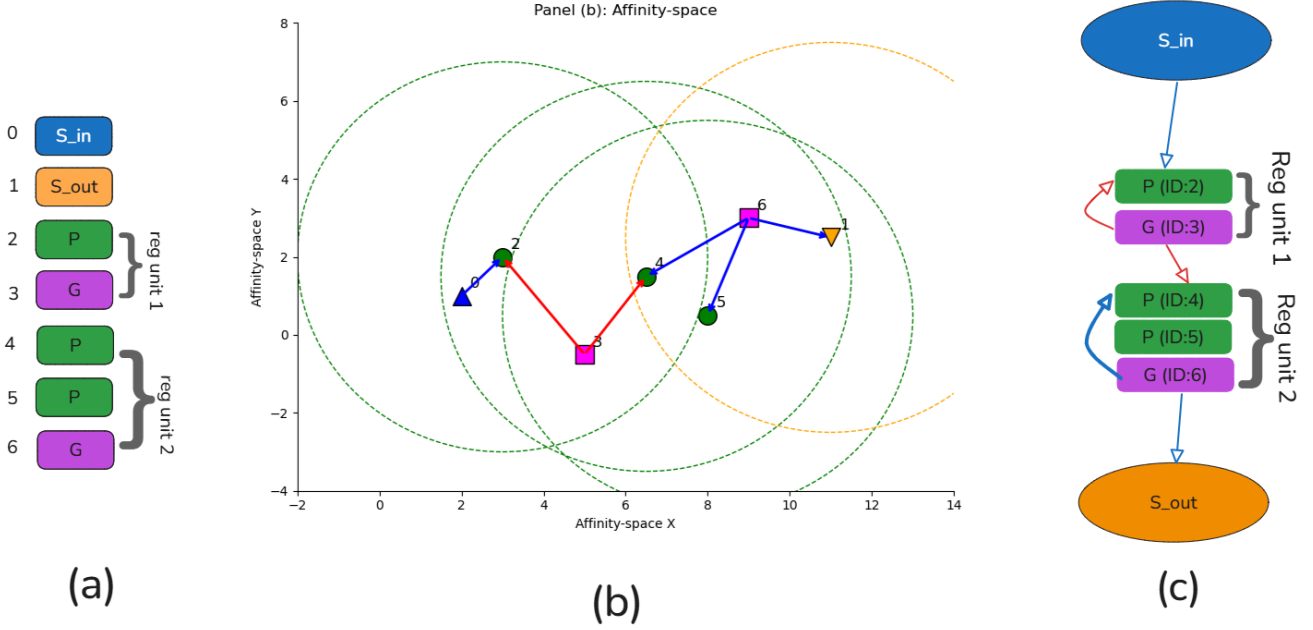 0
S_in
1
S_out
2
P
3
G
reg unit 1
4
P
5
P
6
G
reg unit 2
(a)
Panel (b): Affinity-space
8
6
4
2
0
−2
−4
Affinity-space Y
−2
0
2
4
6
8
10
12
14
Affinity-space X
0
2
3
4
5
6
1
(b)
S_in
P (ID:2)
G (ID:3)
Reg unit 1
P (ID:4)
P (ID:5)
G (ID:6)
Reg unit 2
S_out
(c)